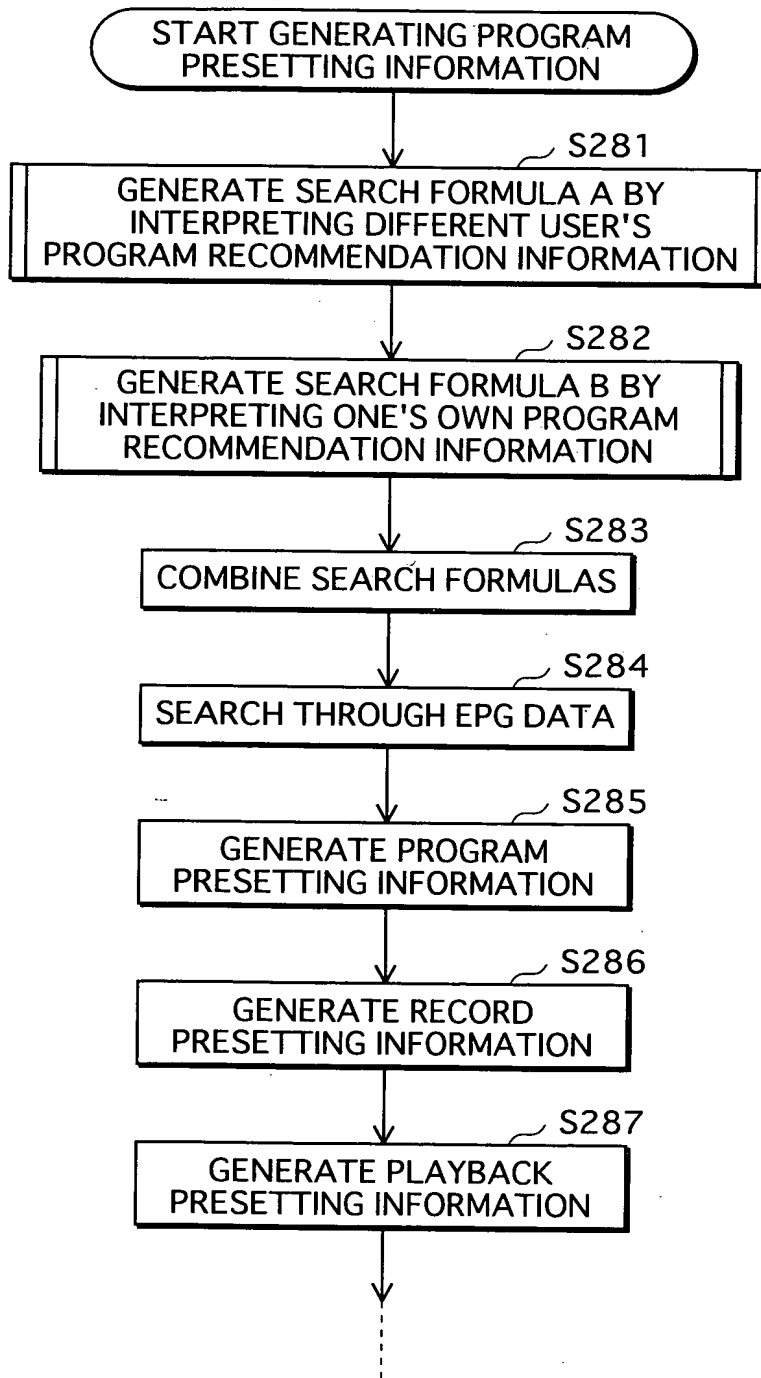 START GENERATING PROGRAM
PRESETTING INFORMATION
S281
GENERATE SEARCH FORMULA A BY
INTERPRETING DIFFERENT USER'S
PROGRAM RECOMMENDATION INFORMATION
S282
GENERATE SEARCH FORMULA B BY
INTERPRETING ONE'S OWN PROGRAM
RECOMMENDATION INFORMATION
S283
COMBINE SEARCH FORMULAS
S284
SEARCH THROUGH EPG DATA
S285
GENERATE PROGRAM
PRESETTING INFORMATION
S286
GENERATE RECORD
PRESETTING INFORMATION
S287
GENERATE PLAYBACK
PRESETTING INFORMATION